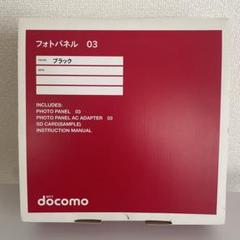 フォトパネル 03
ブラック
INCLUDES:
PHOTO PANEL 03
PHOTO PANEL AC ADAPTER 03
SD CARD(SAMPLE)
INSTRUCTION MANUAL
docomo